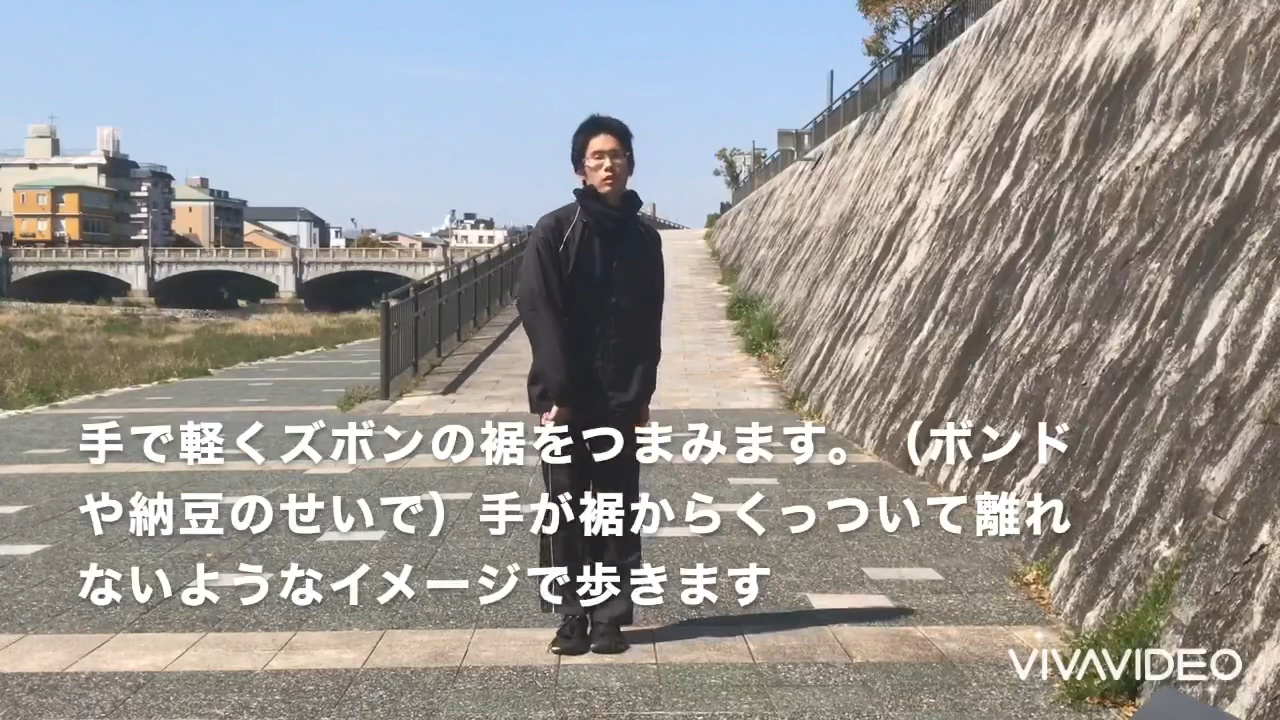 手で軽くズボンの裾をつまみます。（ボンド
や納豆のせいで）手が裾からくっついて離れ
ないようなイメージで歩きます
VIVAVIDEO